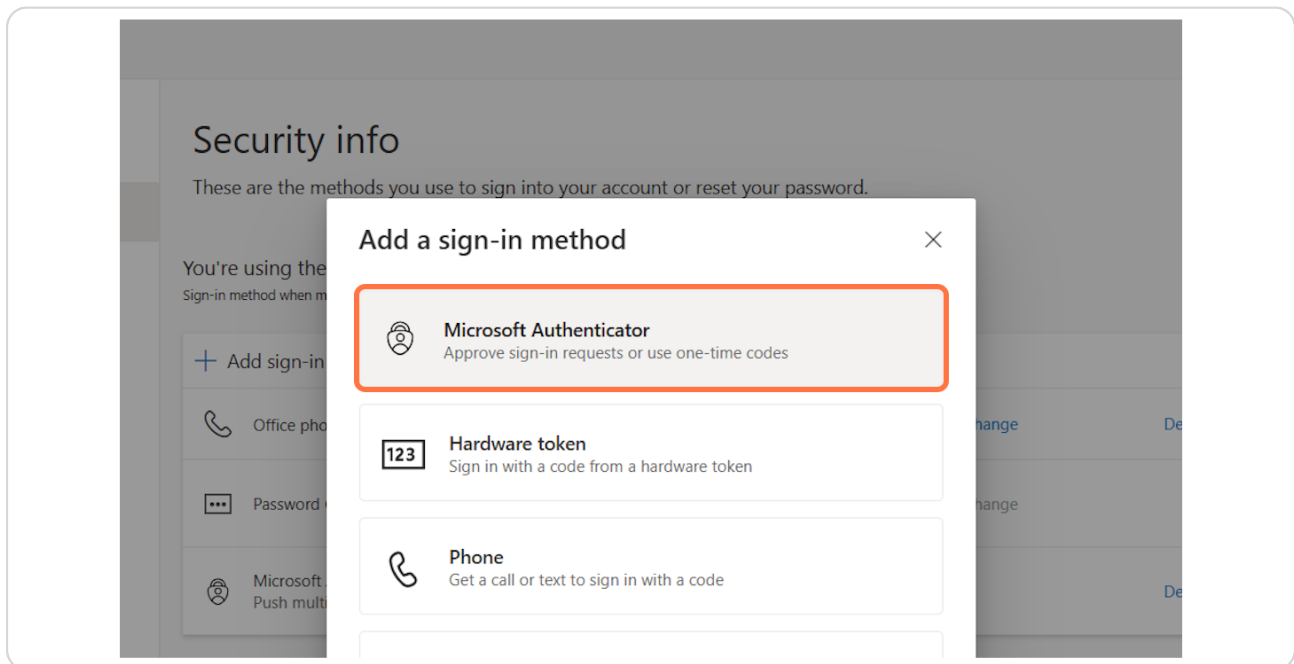 Security info
These are the methods you use to sign into your account or reset your password.
Add a sign-in method
You're using the
Sign-in method when
Microsoft Authenticator
Approve sign-in requests or use one-time codes
Add sign-in
Hardware token
123
Sign in with a code from a hardware token
Office
hange
Password
hange
Phone
Get a call or text to sign in with a code
Microsoft
Push
De
De